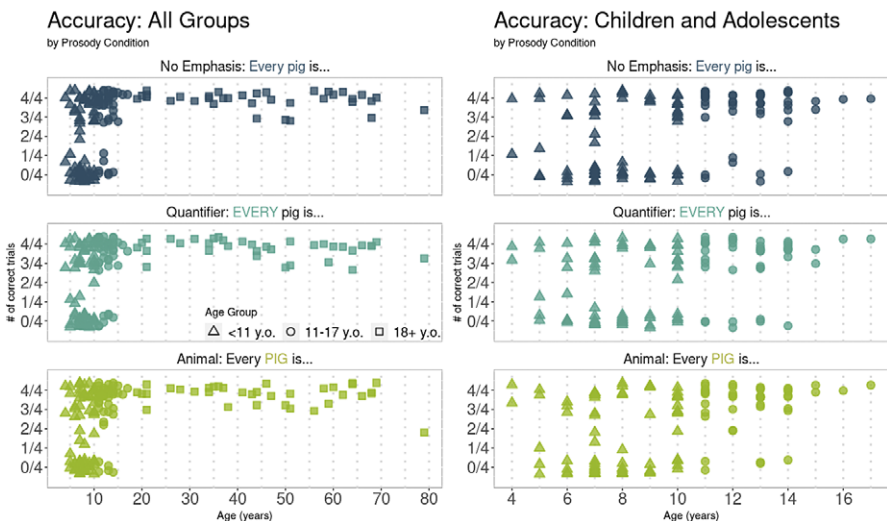 Accuracy: All Groups
by Prosody Condition
No Emphasis: Every pig is...
4/4
3/4
2/4
1/4
0/4
Quantifier: EVERY pig is...
# of correct trials
4/4
3/4
2/4
1/4
0/4
Age Group
<11 y.o. 11-17 y.o. 18+ y.o.
Animal: Every PIG is...
4/4
3/4
2/4
1/4
0/4
10 20 30 40 50 60 70 80
Age (years)
Accuracy: Children and Adolescents
by Prosody Condition
No Emphasis: Every pig is...
4/4
3/4
2/4
1/4
0/4
Quantifier: EVERY pig is...
# of correct trials
4/4
3/4
2/4
1/4
0/4
Animal: Every PIG is...
4/4
3/4
2/4
1/4
0/4
4 6 8 10 12 14 16
Age (years)